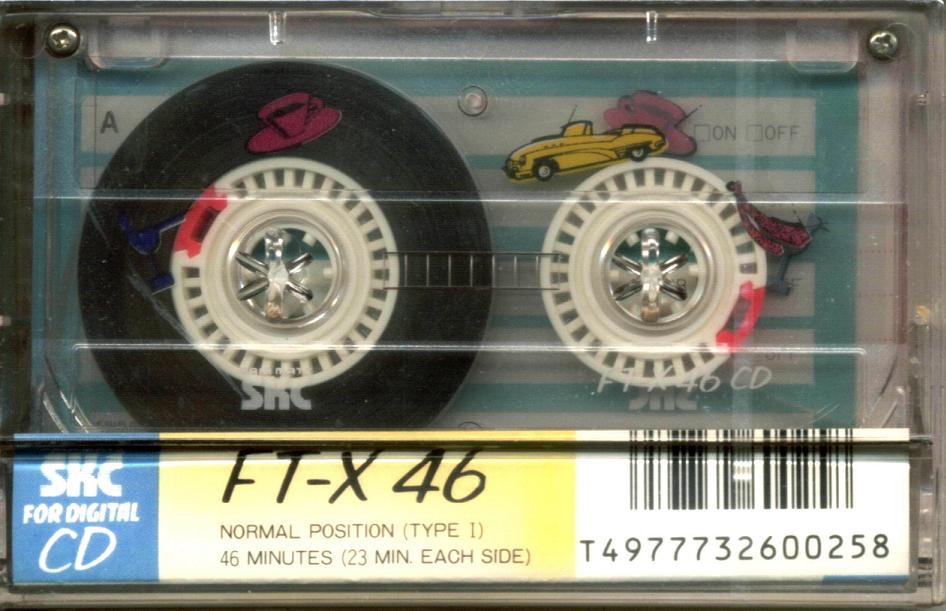 A
ON OFF
SKC
SKC
FT-X 46 CD
SKC
FOR DIGITAL
CD
FT-X 46
NORMAL POSITION (TYPE I)
46 MINUTES (23 MIN. EACH SIDE)
T4977732600258